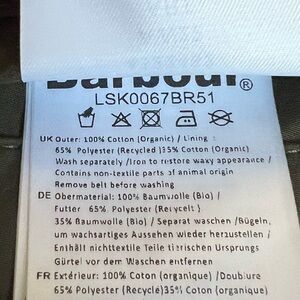 Barbour®
LSK0067BR51
UK Outer: 100% Cotton (Organic) / Lining :
65% Polyester (Recycled )35% Cotton /
Wash separately /Iron to restore waxy appearance /
Contains non-textile parts of animal origin
Remove belt before washing
DE Obermaterial: 100% Baumwolle (Bio) /
Futter 65% Polyester (Recycelt )
35% Baumwolle (Bio) / Separat waschen /Bügeln,
um wachsartiges Aussehen wieder herzustellen /
Enthält nichttextile Teile tierischen Ursprungs
Gürtel vor dem Waschen entfernen
FR Extérieur: 100% Coton (organique) /Doublure
65% Polyester (Recyclé)35% Coton (organique)